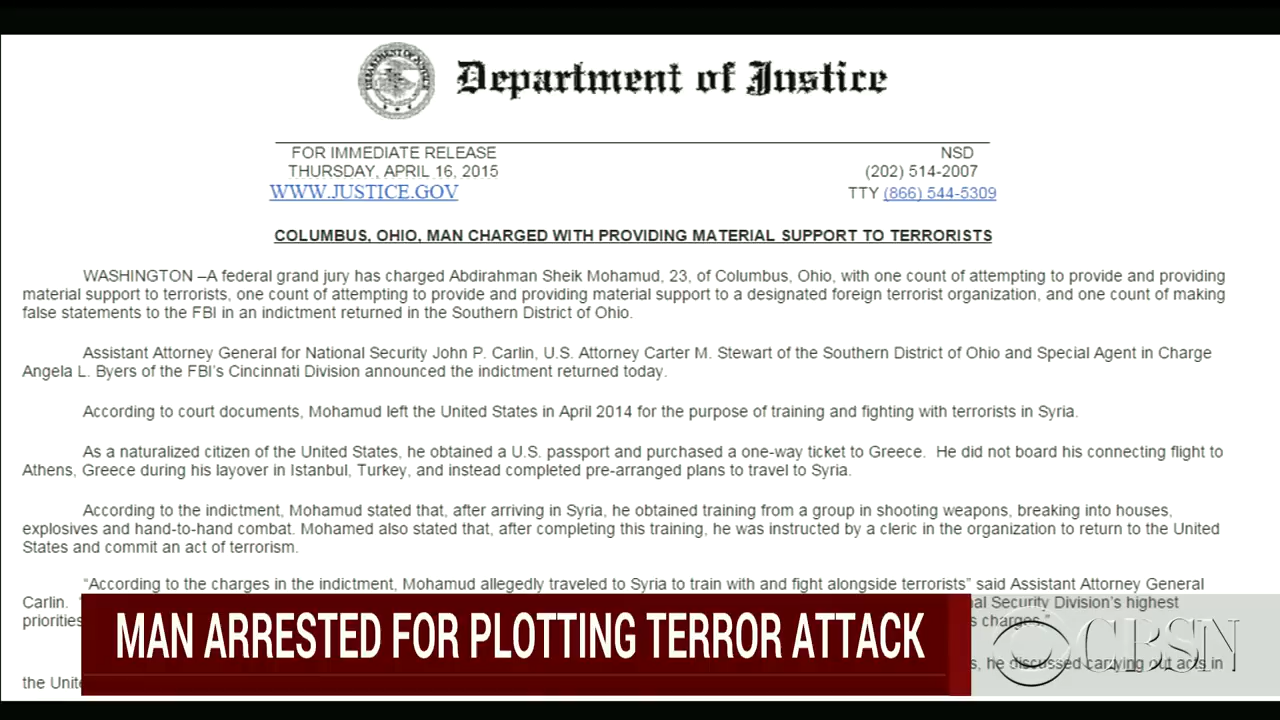 Department of Justice
FOR IMMEDIATE RELEASE NSD
THURSDAY, APRIL 16, 2015 (202) 514-2007
WWW.JUSTICE.GOV TTY (866) 544-5309
COLUMBUS, OHIO, MAN CHARGED WITH PROVIDING MATERIAL SUPPORT TO TERRORISTS
WASHINGTON –A federal grand jury has charged Abdirahman Sheik Mohamud, 23, of Columbus, Ohio, with one count of attempting to provide and providing
material support to terrorists, one count of attempting to provide and providing material support to a designated foreign terrorist organization, and one count of making
false statements to the FBI in an indictment returned in the Southern District of Ohio.
Assistant Attorney General for National Security John P. Carlin, U.S. Attorney Carter M. Stewart of the Southern District of Ohio and Special Agent in Charge
Angela L. Byers of the FBI's Cincinnati Division announced the indictment returned today.
According to court documents, Mohamud left the United States in April 2014 for the purpose of training and fighting with terrorists in Syria.
As a naturalized citizen of the United States, he obtained a U.S. passport and purchased a one-way ticket to Greece. He did not board his connecting flight to
Athens, Greece during his layover in Istanbul, Turkey, and instead completed pre-arranged plans to travel to Syria.
According to the indictment, Mohamud stated that, after arriving in Syria, he obtained training from a group in shooting weapons, breaking into houses,
explosives and hand-to-hand combat. Mohamed also stated that, after completing this training, he was instructed by a cleric in the organization to return to the United
States and commit an act of terrorism.
“According to the charges in the indictment, Mohamud allegedly traveled to Syria to train with and fight alongside terrorists” said Assistant Attorney General
Carlin. Security Division's highest
priorities charges.”
he discussed carrying out acts in
the
MAN ARRESTED FOR PLOTTING TERROR ATTACK
CBSN